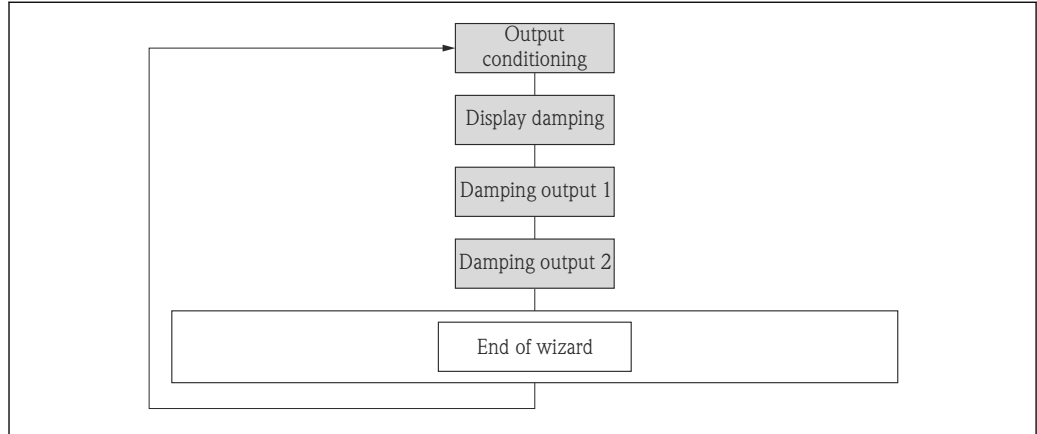 Output
conditioning
Display damping
Damping output 1
Damping output 2
End of wizard